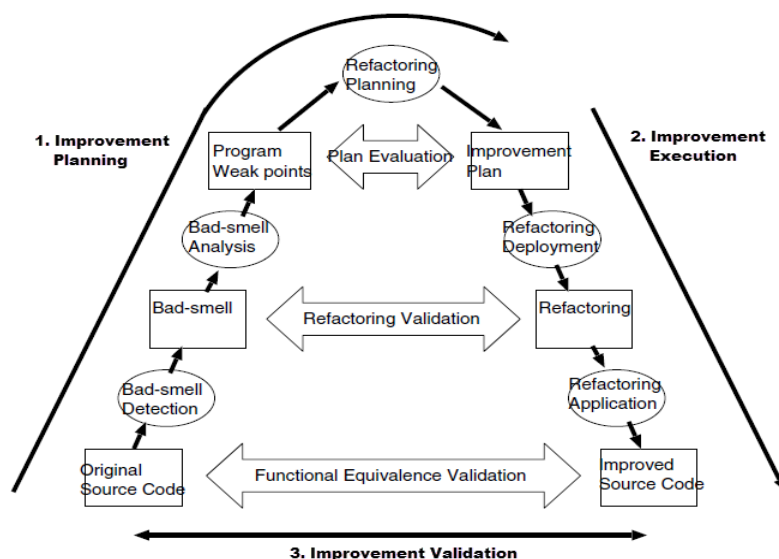 Refactoring
Planning
1. Improvement
Planning
2. Improvement
Execution
Program
Weak points
Plan Evaluation
Improvement
Plan
Bad-smell
Analysis
Refactoring
Deployment
Bad-smell
Refactoring Validation
Refactoring
Bad-smell
Detection
Refactoring
Application
Original
Source Code
Functional Equivalence Validation
Improved
Source Code
3. Improvement Validation